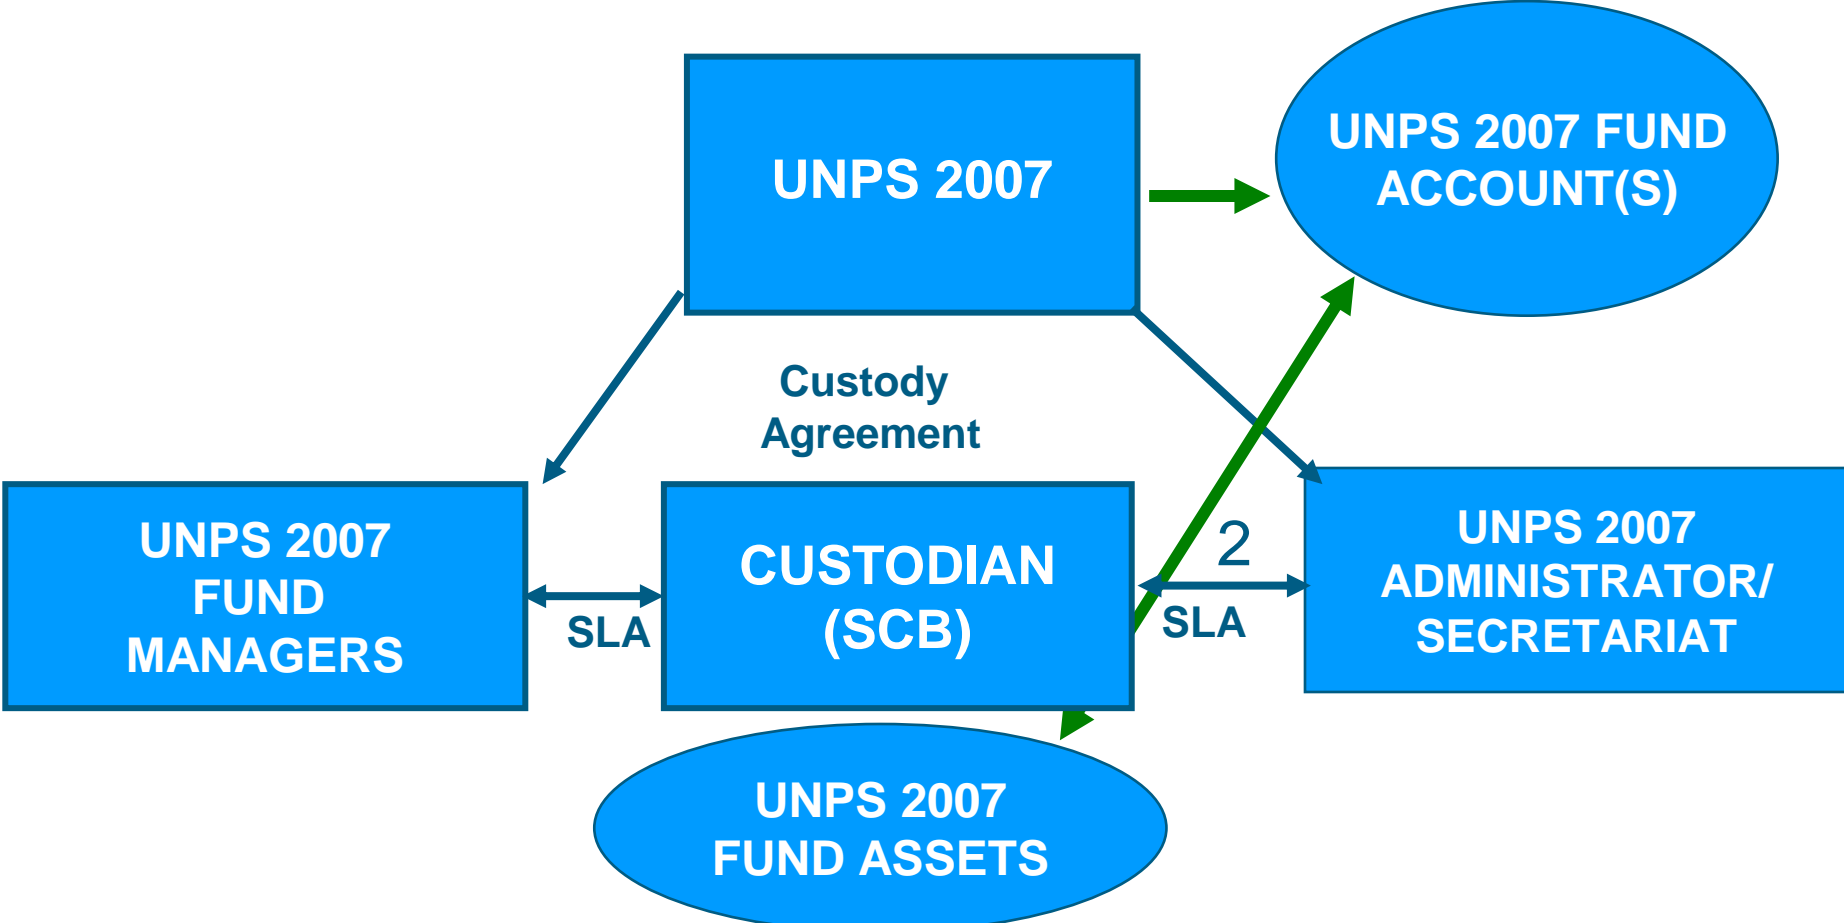 UNPS 2007
UNPS 2007 FUND
ACCOUNT(S)
Custody
Agreement
UNPS 2007
FUND
MANAGERS
SLA
CUSTODIAN
(SCB)
2
SLA
UNPS 2007
ADMINISTRATOR/
SECRETARIAT
UNPS 2007
FUND ASSETS